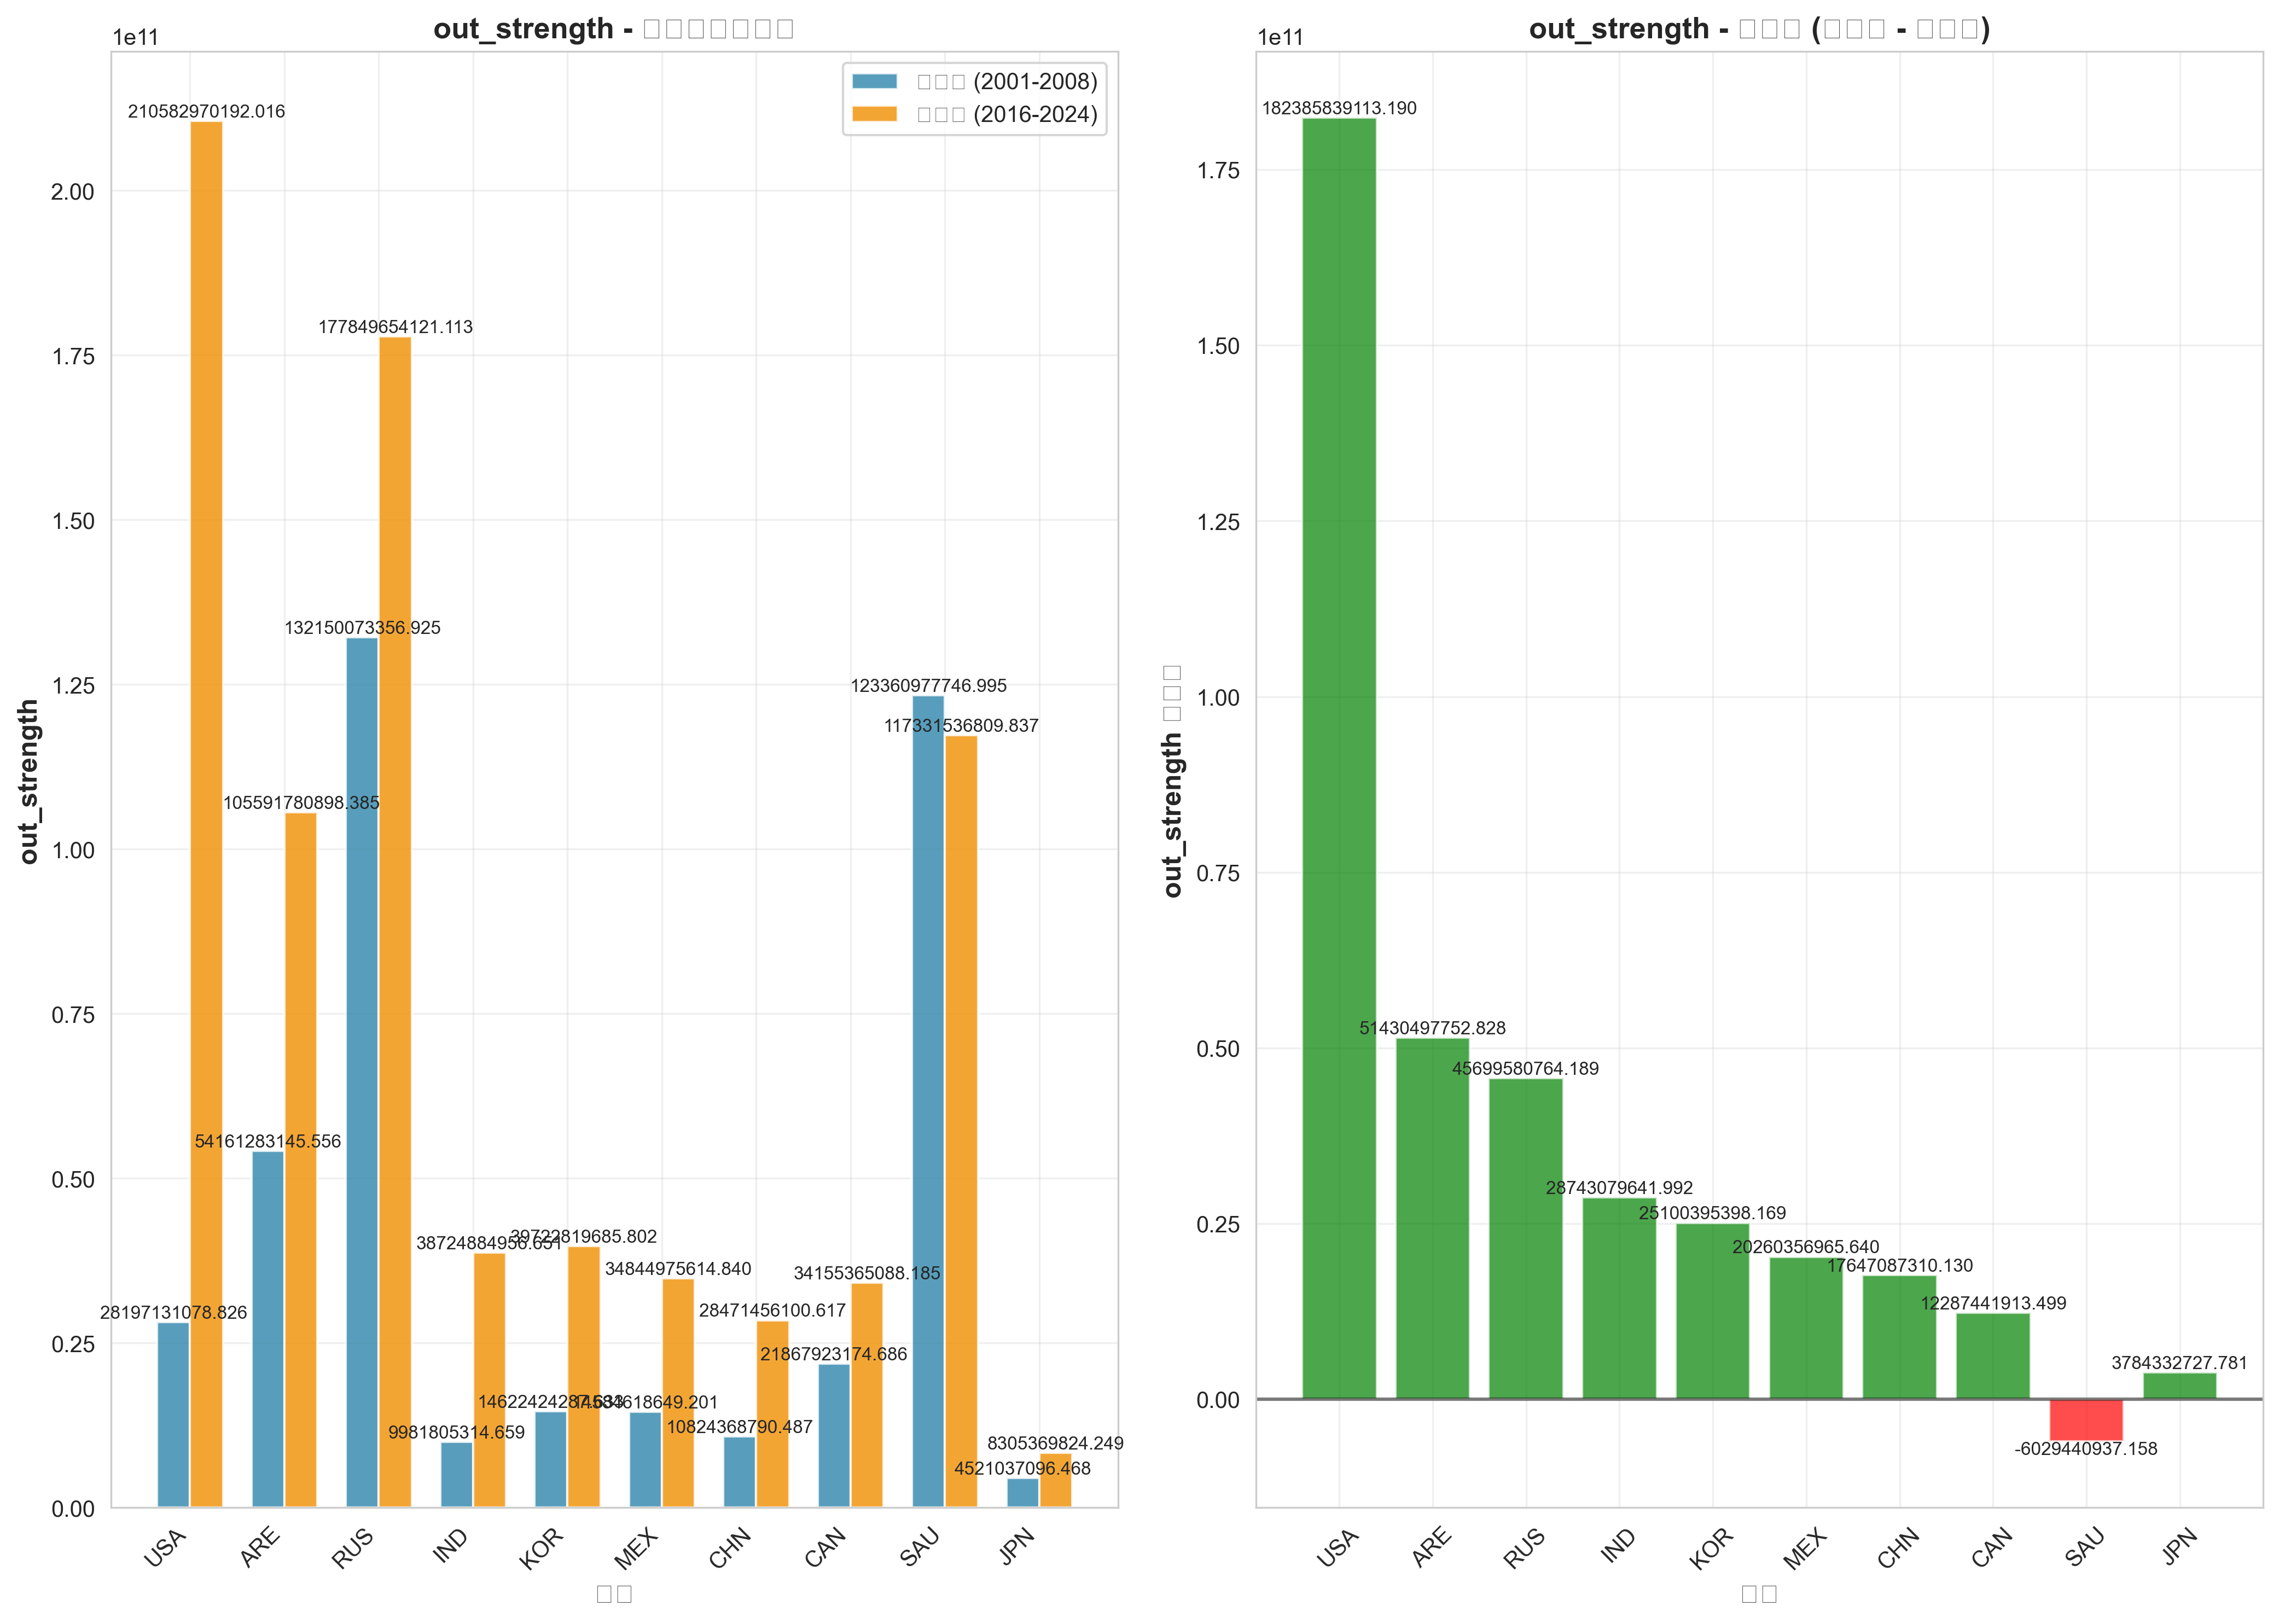 out_strength - □□□□□□□
1e11
210582970192.016
□□□ (2001-2008)
□□□ (2016-2024)
2.00
177849654121.113
1.75
1.50
132150073356.925
123360977746.995
1.25
117331536809.837
105591780898.385
1.00
out_strength
0.75
54161283145.556
0.50
38724884956.651
39722819685.802
34844975614.840
34155365088.185
28471456100.617
28197131078.826
0.25
21867923174.686
10824368790.487
9981805314.659
8305369824.249
4521037096.468
0.00
USA
ARE
RUS
IND
KOR
MEX
CHN
CAN
SAU
JPN
□□
out_strength - □□□ (□□□ - □□□)
1e11
182385839113.190
1.75
1.50
1.25
1.00
out_strength □□□
0.75
51430497752.828
0.50
45699580764.189
28743079641.992
25100395398.169
0.25
20260356965.640
17647087310.130
12287441913.499
3784332727.781
0.00
-6029440937.158
USA
ARE
RUS
IND
KOR
MEX
CHN
CAN
SAU
JPN
□□